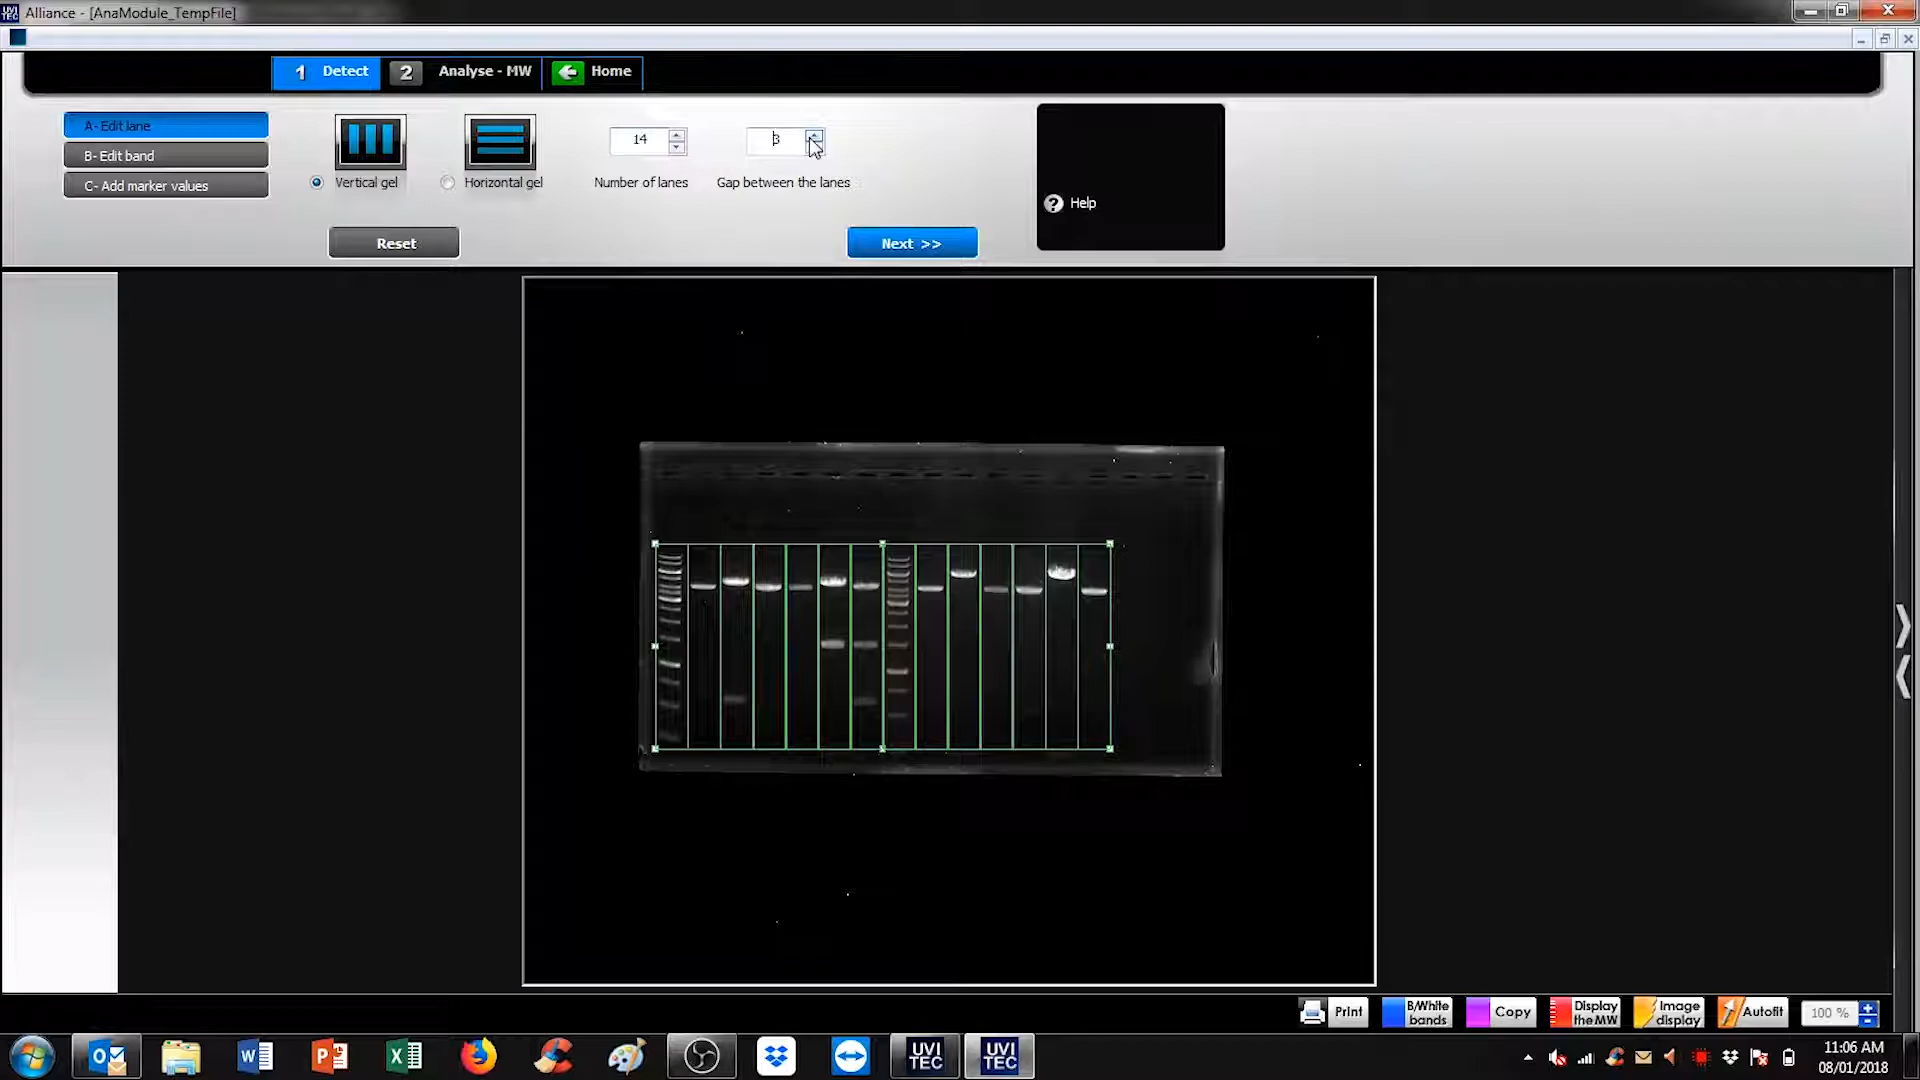 UVI TEC Alliance - [AnaModule_TempFile]
1 Detect 2 Analyse - MW Home
A- Edit lane
B- Edit band
C- Add marker values
Vertical gel
Horizontal gel
14
Number of lanes
3
Gap between the lanes
Reset
Next >>
? Help
Print
B/White bands
Copy
Display the MW
Image display
Autofit
100 %
UVI TEC
UVI TEC
11:06 AM
08/01/2018